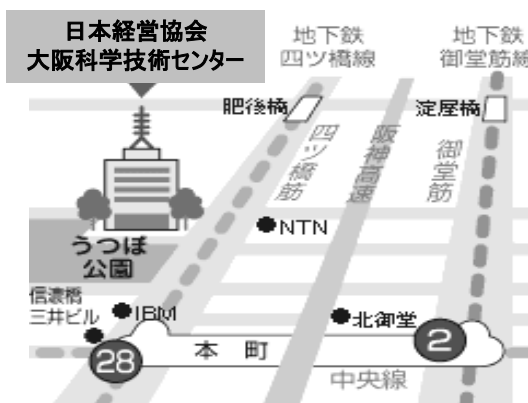 日本経営協会
大阪科学技術センター
地下鉄
四ツ橋線
地下鉄
御堂筋線
肥後橋
淀屋橋
四ツ橋筋
阪神高速
御堂筋
NTN
うつぼ
公園
信濃橋
三井ビル
IBM
北御堂
28
本町
2
中央線